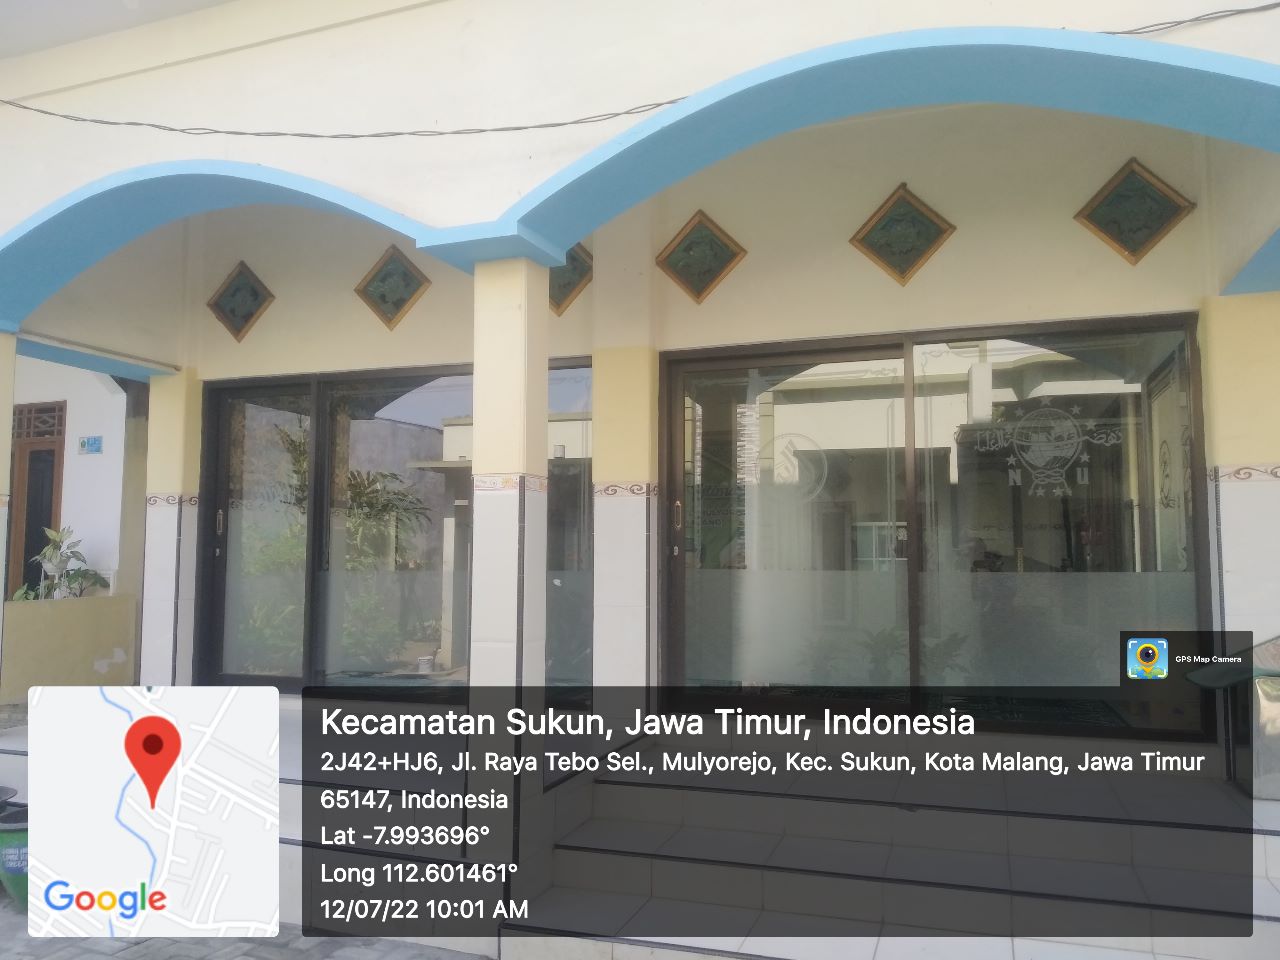 N U
GPS Map Camera
Google
Kecamatan Sukun, Jawa Timur, Indonesia
2J42+HJ6, Jl. Raya Tebo Sel., Mulyorejo, Kec. Sukun, Kota Malang, Jawa Timur
65147, Indonesia
Lat -7.993696°
Long 112.601461°
12/07/22 10:01 AM